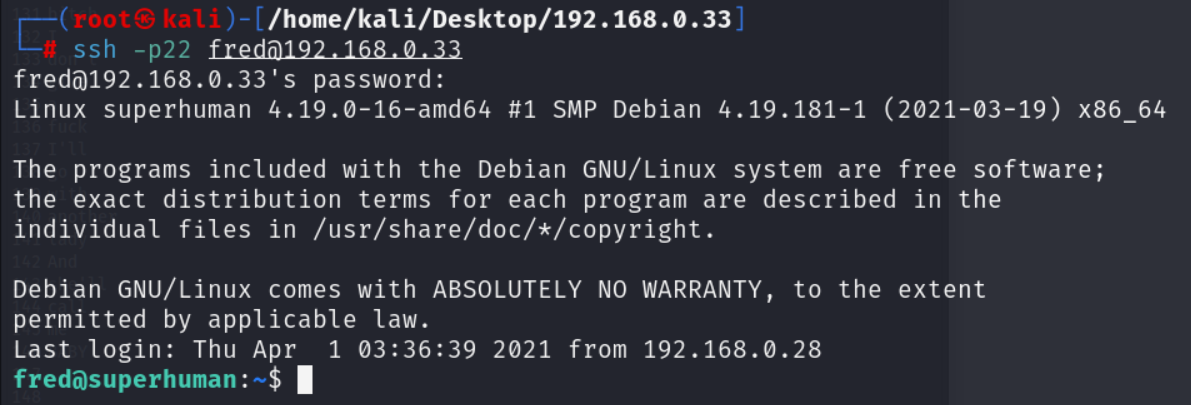 ┌──(root㉿kali)-[/home/kali/Desktop/192.168.0.33]
└─# ssh -p22 fred@192.168.0.33
fred@192.168.0.33's password:
Linux superhuman 4.19.0-16-amd64 #1 SMP Debian 4.19.181-1 (2021-03-19) x86_64
The programs included with the Debian GNU/Linux system are free software;
the exact distribution terms for each program are described in the
individual files in /usr/share/doc/*/copyright.
Debian GNU/Linux comes with ABSOLUTELY NO WARRANTY, to the extent
permitted by applicable law.
Last login: Thu Apr  1 03:36:39 2021 from 192.168.0.28
fred@superhuman:~$